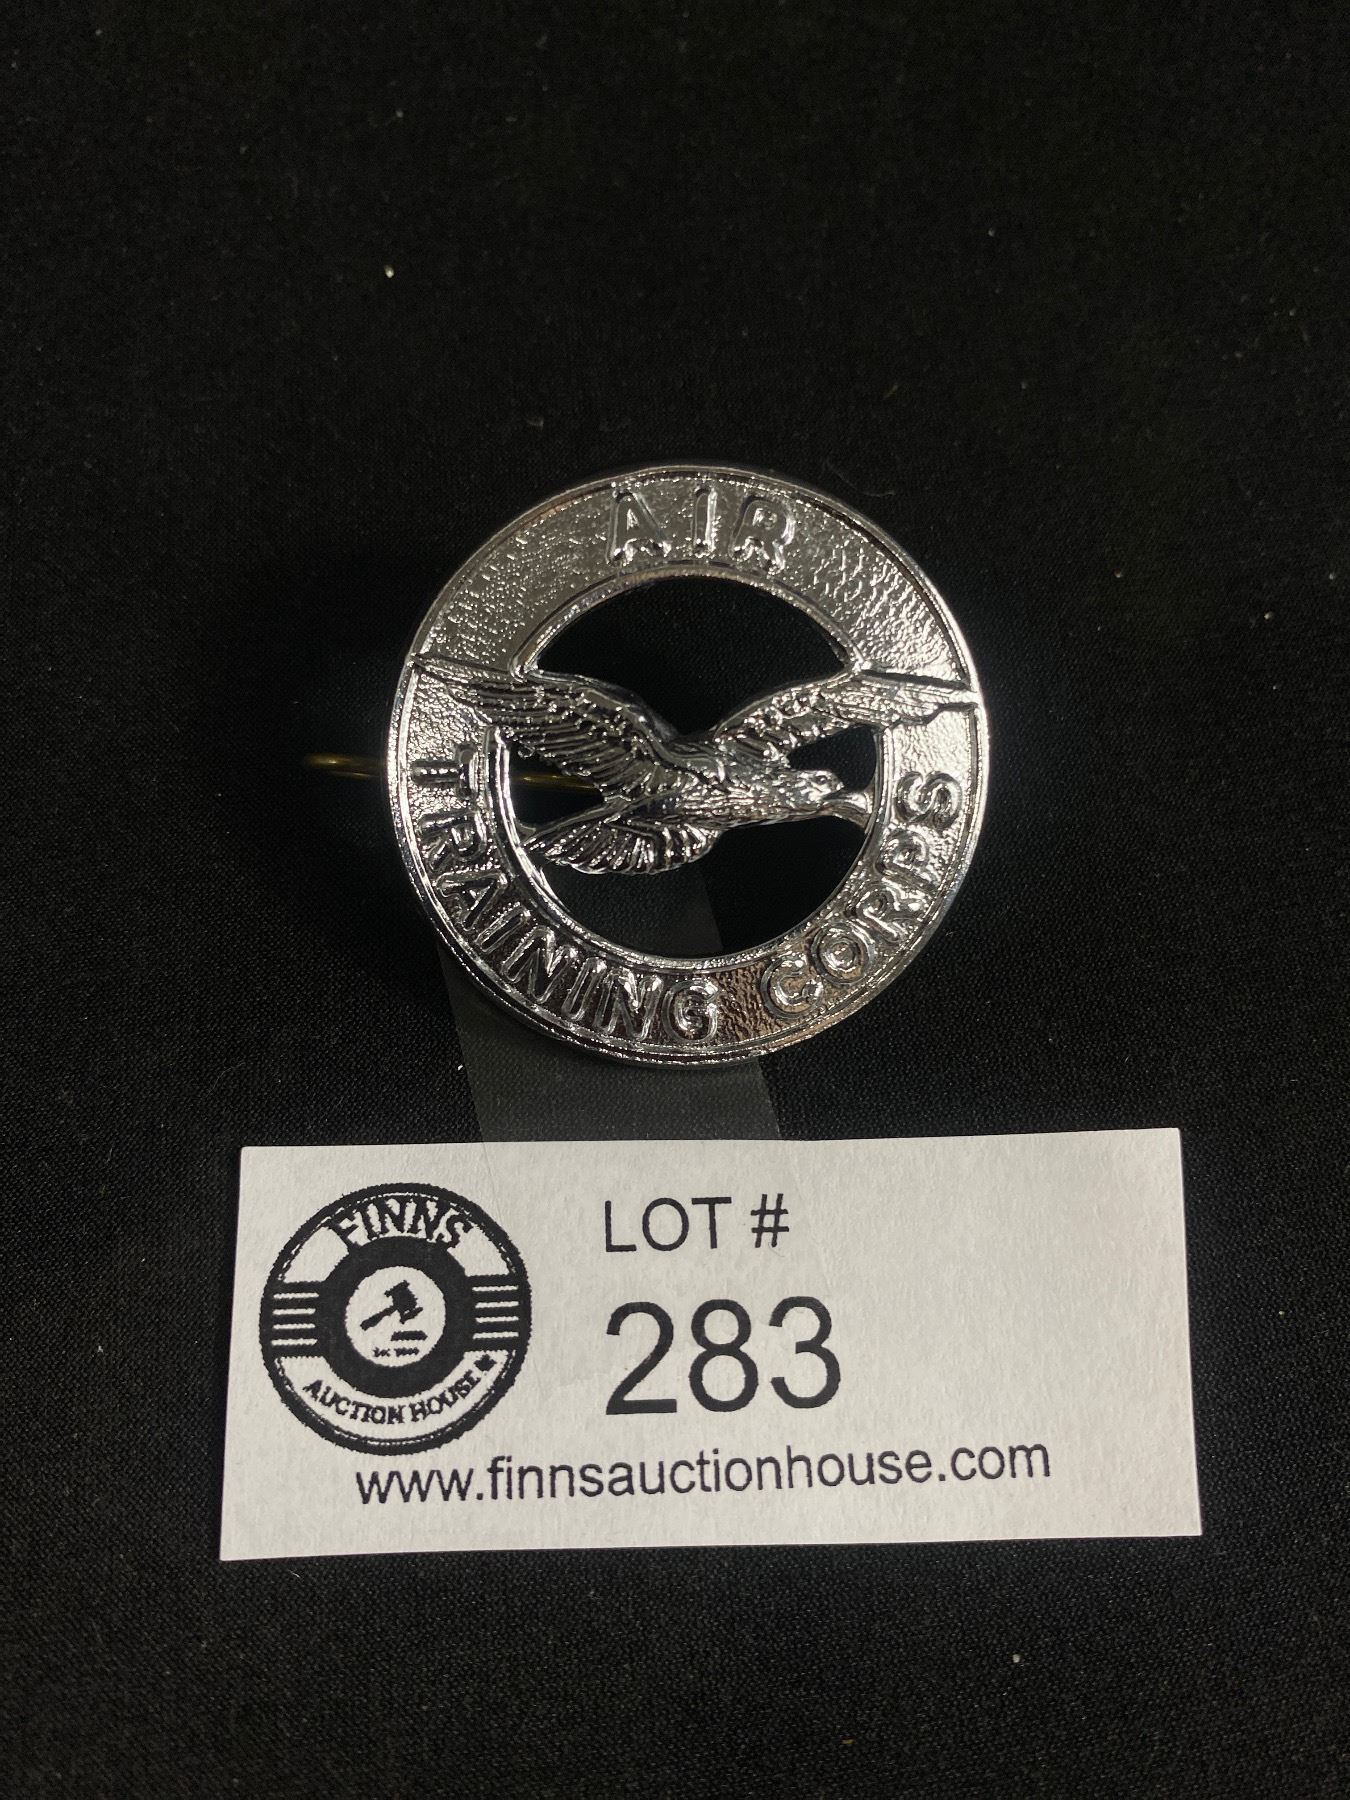 AIR
TRAINING CORPS
FINNS
AUCTION HOUSE
LOT #
283
www.finnsauctionhouse.com